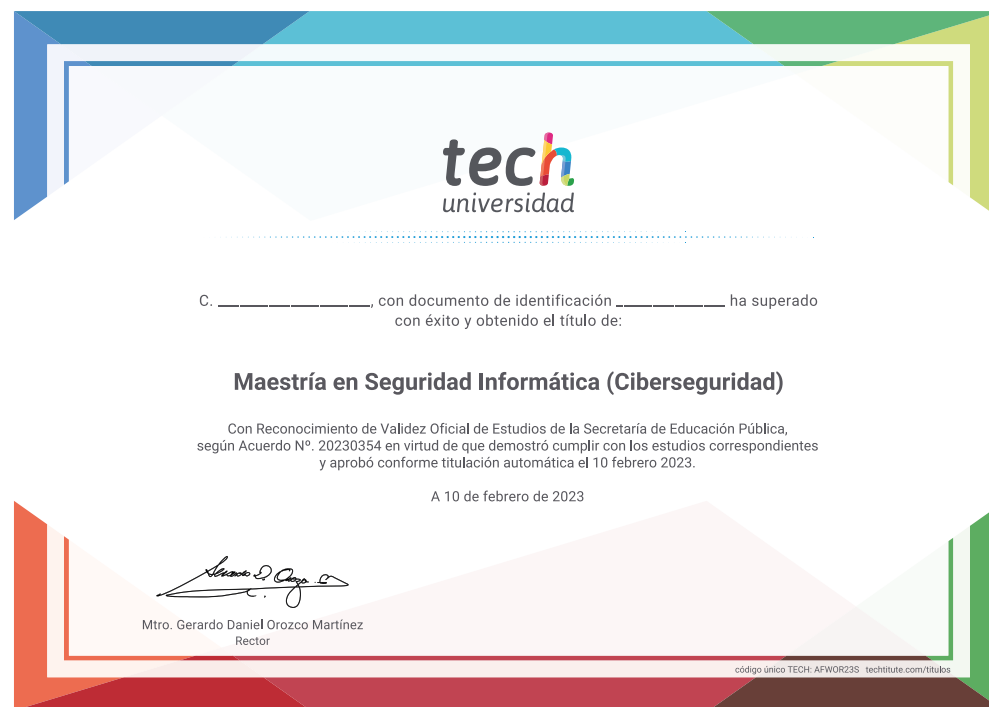 tech
universidad
C. ____________________, con documento de identificación ______________ ha superado
con éxito y obtenido el título de:
Maestría en Seguridad Informática (Ciberseguridad)
Con Reconocimiento de Validez Oficial de Estudios de la Secretaría de Educación Pública,
según Acuerdo Nº. 20230354 en virtud de que demostró cumplir con los estudios correspondientes
y aprobó conforme titulación automática el 10 febrero 2023.
A 10 de febrero de 2023
Mtro. Gerardo Daniel Orozco Martínez
Rector
código único TECH: AFWOR23S techtitute.com/titulos